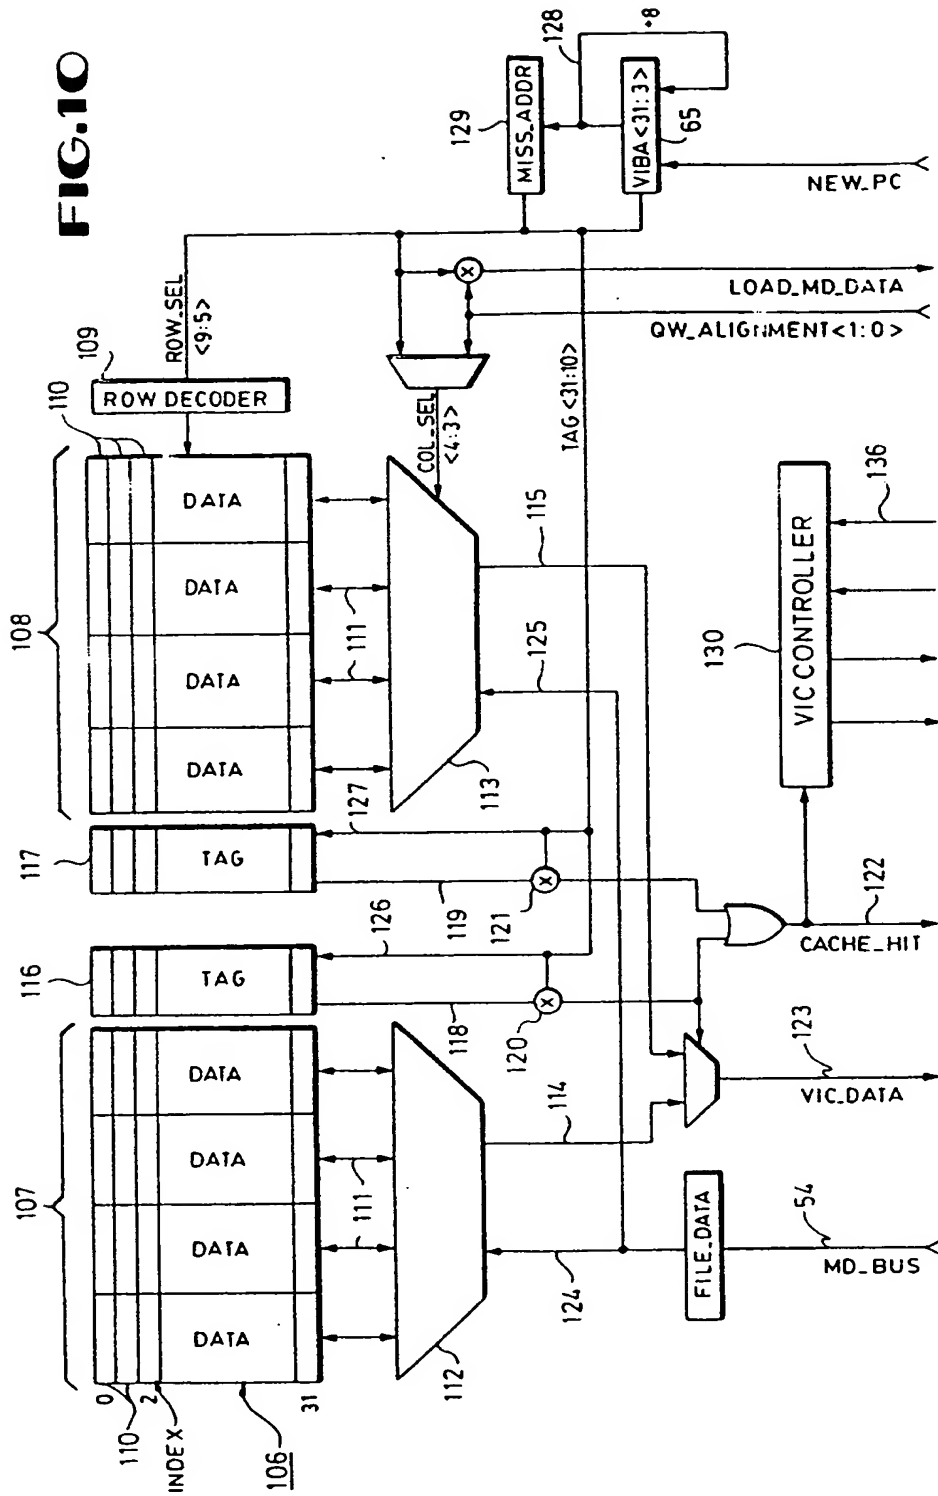 FIG.10
108
109
ROW DECODER
ROW_SEL
<9:5>
110
DATA
DATA
DATA
DATA
111
COL_SEL
<4:3>
113
115
125
129
MISS_ADDR
128
+8
VIBA<31:3>
65
NEW_PC
LOAD_MD_DATA
QW_ALIGNMENT<1:0>
TAG<31:10>
117
TAG
127
119
121
116
TAG
126
118
120
107
DATA
DATA
DATA
DATA
0
2
31
110
INDEX
106
111
112
114
124
130
VIC CONTROLLER
136
122
CACHE_HIT
123
VIC_DATA
FILE_DATA
54
MD_BUS
X
X
X